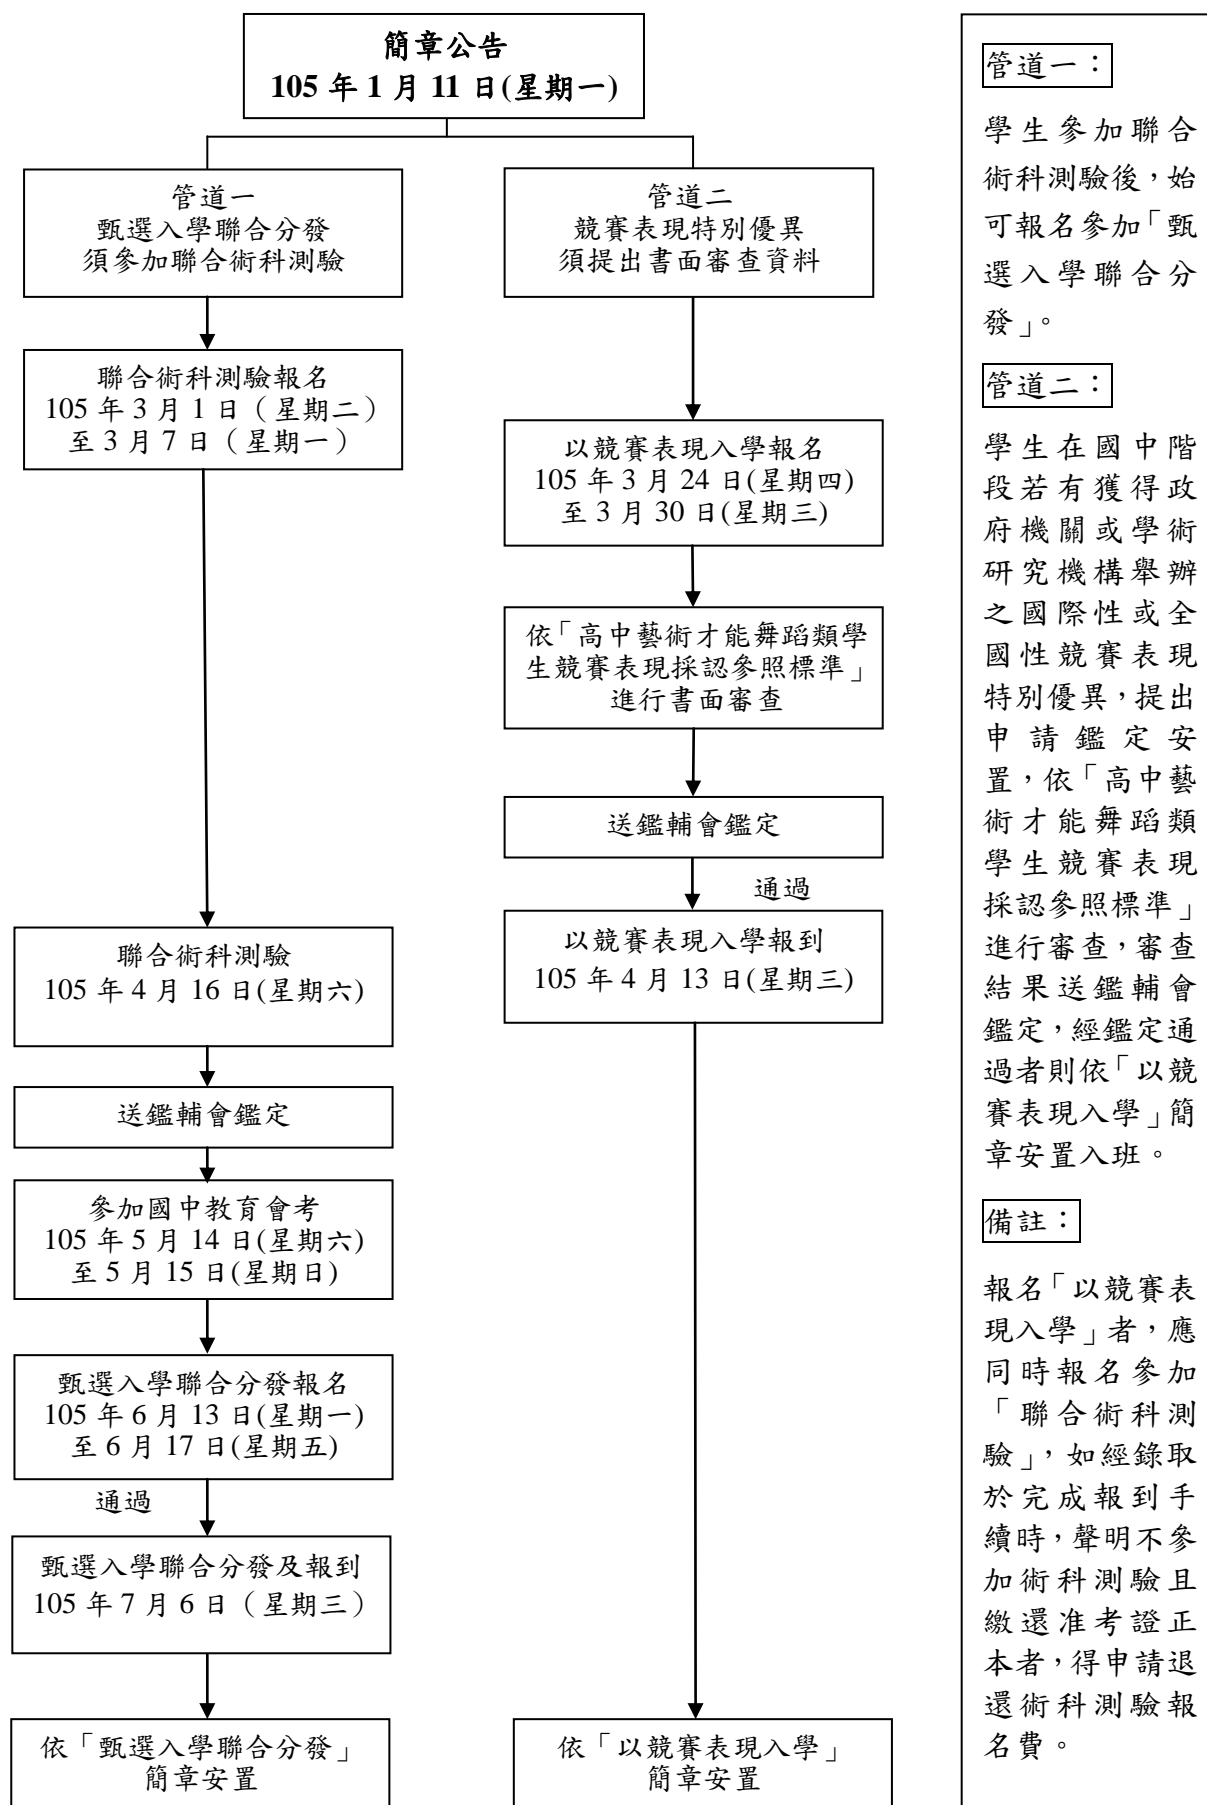 簡章公告
105 年 1 月 11 日(星期一)
管道一
甄選入學聯合分發
須參加聯合術科測驗
聯合術科測驗報名
105 年 3 月 1 日（星期二）
至 3 月 7 日（星期一）
聯合術科測驗
105 年 4 月 16 日(星期六)
送鑑輔會鑑定
參加國中教育會考
105 年 5 月 14 日(星期六)
至 5 月 15 日(星期日)
甄選入學聯合分發報名
105 年 6 月 13 日(星期一)
至 6 月 17 日(星期五)
通過
甄選入學聯合分發及報到
105 年 7 月 6 日（星期三）
依「甄選入學聯合分發」
簡章安置
管道二
競賽表現特別優異
須提出書面審查資料
以競賽表現入學報名
105 年 3 月 24 日(星期四)
至 3 月 30 日(星期三)
依「高中藝術才能舞蹈類學
生競賽表現採認參照標準」
進行書面審查
送鑑輔會鑑定
通過
以競賽表現入學報到
105 年 4 月 13 日(星期三)
依「以競賽表現入學」
簡章安置
管道一：
學生參加聯合
術科測驗後，始
可報名參加「甄
選入學聯合分
發」。
管道二：
學生在國中階
段若有獲得政
府機關或學術
研究機構舉辦
之國際性或全
國性競賽表現
特別優異，提出
申請鑑定安
置，依「高中藝
術才能舞蹈類
學生競賽表現
採認參照標準」
進行審查，審查
結果送鑑輔會
鑑定，經鑑定通
過者則依「以競
賽表現入學」簡
章安置入班。
備註：
報名「以競賽表
現入學」者，應
同時報名參加
「聯合術科測
驗」，如經錄取
於完成報到手
續時，聲明不參
加術科測驗且
繳還准考證正
本者，得申請退
還術科測驗報
名費。